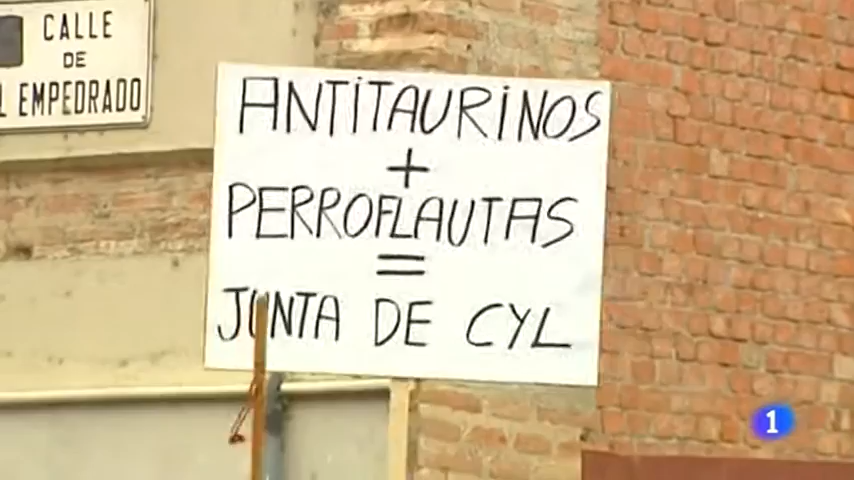 CALLE
DE
L EMPEDRADO
ANTITAURINOS
+
PERROFLAUTAS
=
JUNTA DE CYL
1